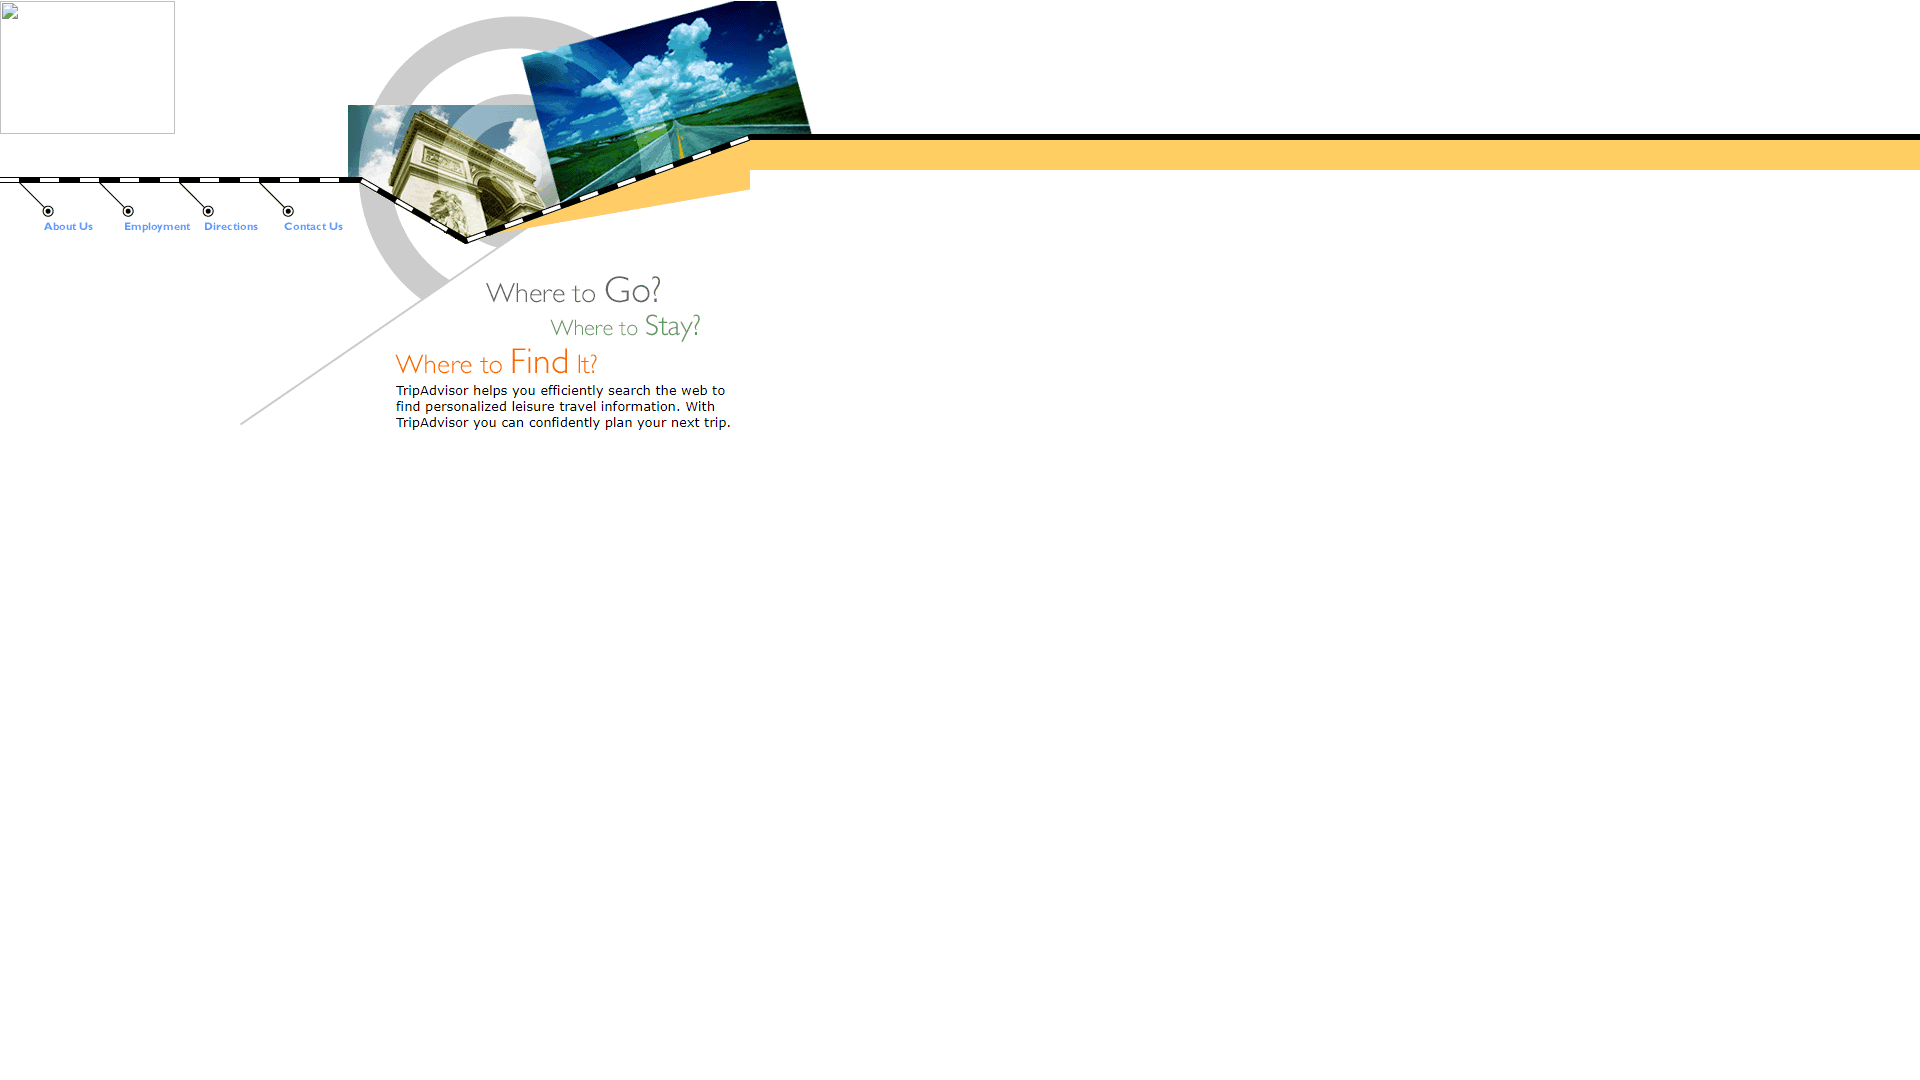 About Us
Employment
Directions
Contact Us
Where to Go?
Where to Stay?
Where to Find It?
TripAdvisor helps you efficiently search the web to
find personalized leisure travel information. With
TripAdvisor you can confidently plan your next trip.